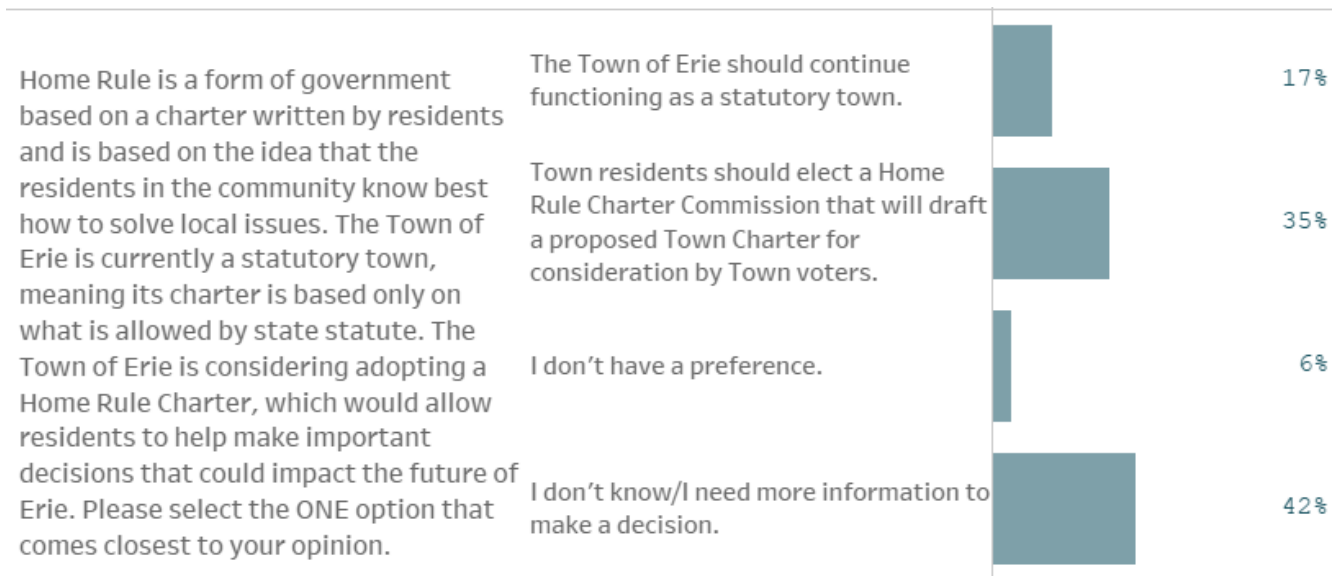 Home Rule is a form of government
based on a charter written by residents
and is based on the idea that the
residents in the community know best
how to solve local issues. The Town of
Erie is currently a statutory town,
meaning its charter is based only on
what is allowed by state statute. The
Town of Erie is considering adopting a
Home Rule Charter, which would allow
residents to help make important
decisions that could impact the future of
Erie. Please select the ONE option that
comes closest to your opinion.
The Town of Erie should continue
functioning as a statutory town.
17%
Town residents should elect a Home
Rule Charter Commission that will draft
a proposed Town Charter for
consideration by Town voters.
35%
I don’t have a preference.
6%
I don’t know/I need more information to
make a decision.
42%